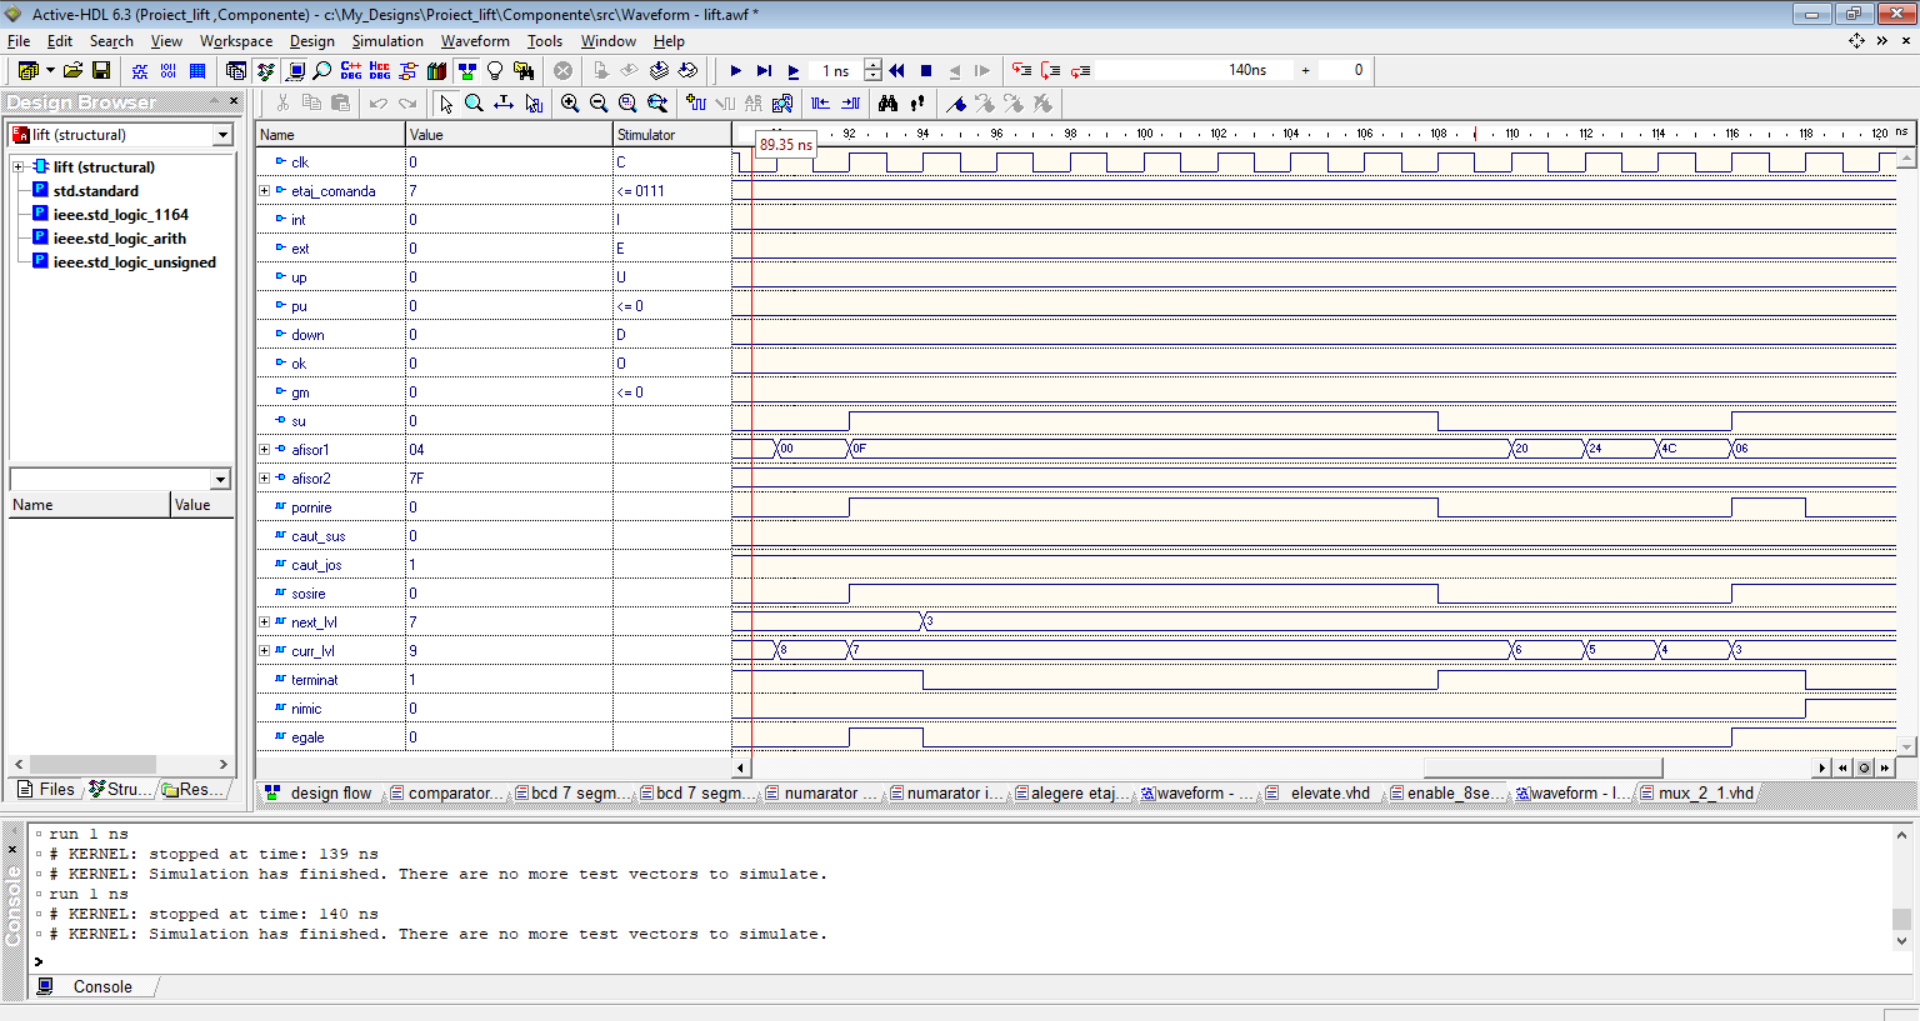 Active-HDL 6.3 (Proiect_lift ,Componente) - c:\My_Designs\Proiect_lift\Componente\src\Waveform - lift.awf *
File Edit Search View Workspace Design Simulation Waveform Tools Window Help
C++ DBG HCC DBG 1 ns 140ns + 0
Design Browser
lift (structural)
lift (structural)
std.standard
ieee.std_logic_1164
ieee.std_logic_arith
ieee.std_logic_unsigned
Name Value
Files Stru... Res...
Name Value Stimulator 89.35 ns 92 94 96 98 100 102 104 106 108 110 112 114 116 118 120 ns
clk 0 C
etaj_comanda 7 <= 0111
int 0 I
ext 0 E
up 0 U
pu 0 <= 0
down 0 D
ok 0 O
gm 0 <= 0
su 0
afisor1 04 00 0F 20 24 4C 06
afisor2 7F
pornire 0
caut_sus 0
caut_jos 1
sosire 0
next_lvl 7 3
curr_lvl 9 8 7 6 5 4 3
terminat 1
nimic 0
egale 0
design flow comparator... bcd 7 segm... bcd 7 segm... numarator ... numarator i... alegere etaj... waveform - ... elevate.vhd enable_8se... waveform - l... mux_2_1.vhd
run 1 ns
# KERNEL: stopped at time: 139 ns
# KERNEL: Simulation has finished. There are no more test vectors to simulate.
run 1 ns
# KERNEL: stopped at time: 140 ns
# KERNEL: Simulation has finished. There are no more test vectors to simulate.
>
Console
Console